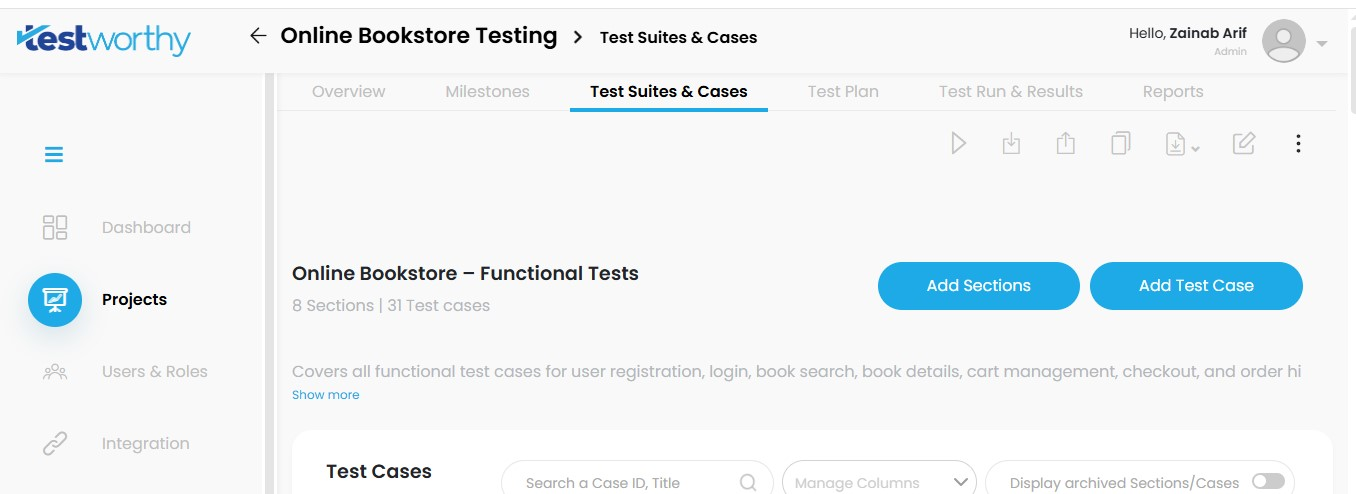 testworthy
Online Bookstore Testing
Test Suites & Cases
Hello, Zainab Arif
Admin
Overview
Milestones
Test Suites & Cases
Test Plan
Test Run & Results
Reports
Dashboard
Projects
Users & Roles
Integration
Online Bookstore – Functional Tests
8 Sections | 31 Test cases
Add Sections
Add Test Case
Covers all functional test cases for user registration, login, book search, book details, cart management, checkout, and order hi
Show more
Test Cases
Search a Case ID, Title
Manage Columns
Display archived Sections/Cases